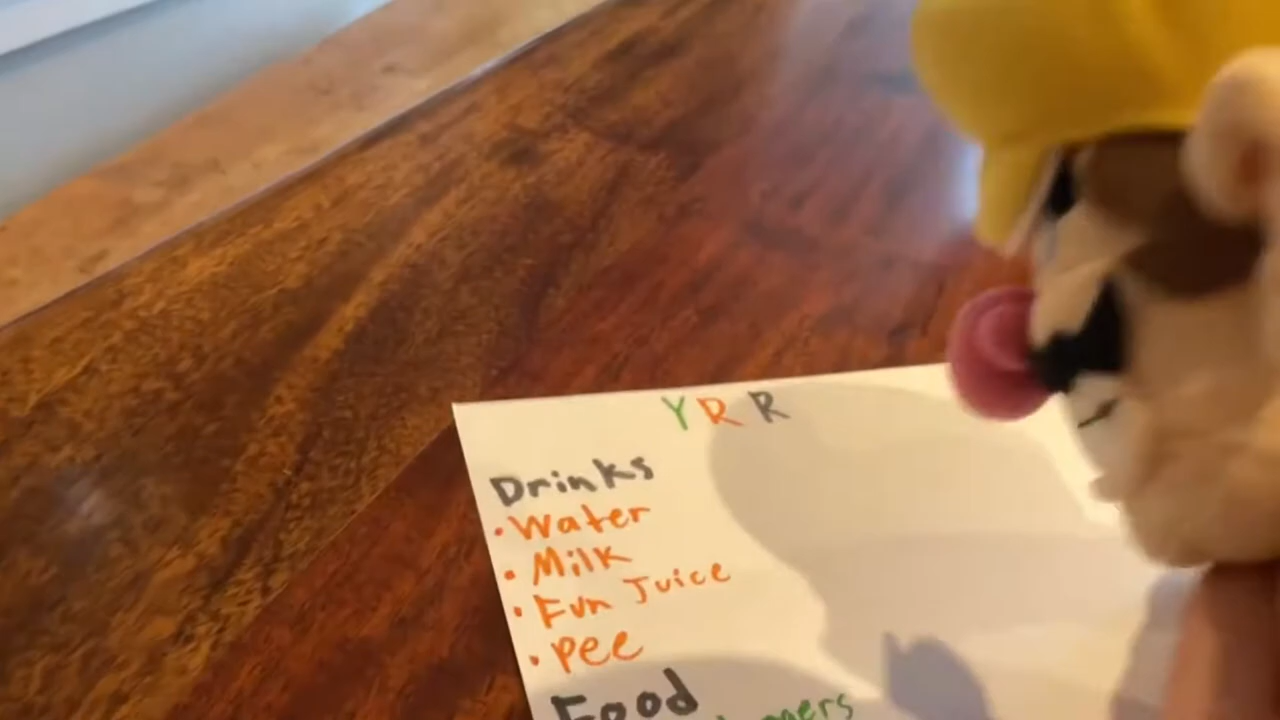 YRR
Drinks
• Water
• Milk
• Fun Juice
• Pee
Food